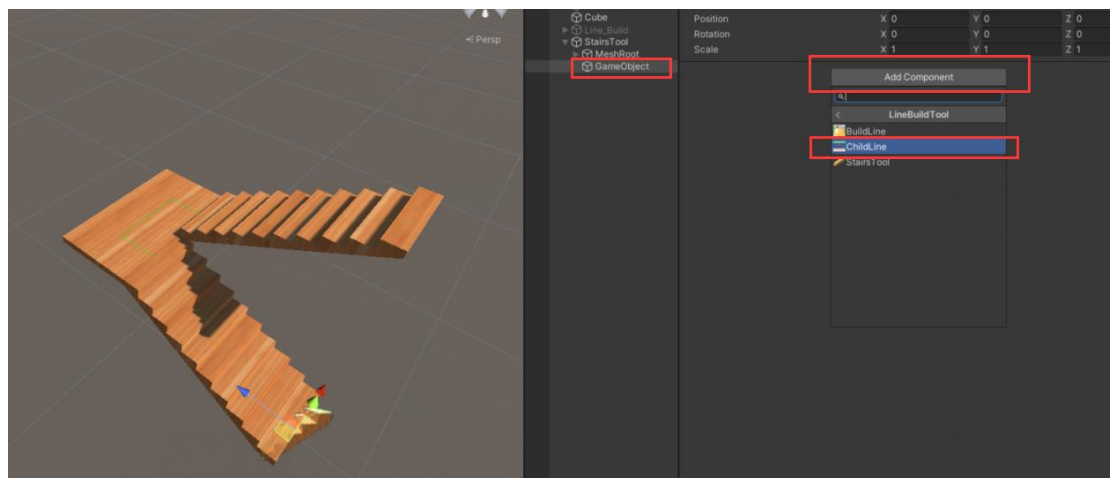 Persp
Cube
Line_Build
StairsTool
MeshRoot
GameObject
Position X 0 Y 0 Z 0
Rotation X 0 Y 0 Z 0
Scale X 1 Y 1 Z 1
Add Component
LineBuildTool
BuildLine
ChildLine
StairsTool